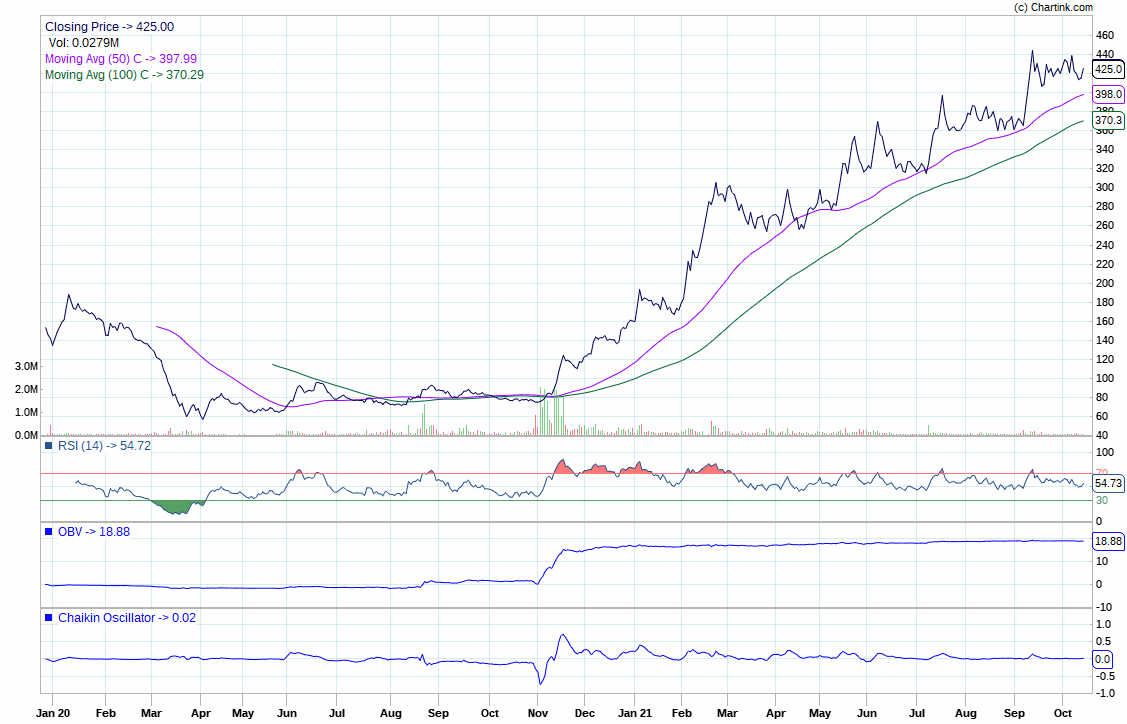 (c) Chartink.com
Closing Price -> 425.00
Vol: 0.0279M
Moving Avg (50) C -> 397.99
Moving Avg (100) C -> 370.29
460
440
425.0
398.0
380
370.3
360
340
320
300
280
260
240
220
200
180
160
140
120
100
80
60
40
3.0M
2.0M
1.0M
0.0M
RSI (14) -> 54.72
100
70
54.73
30
0
OBV -> 18.88
18.88
10
0
-10
Chaikin Oscillator -> 0.02
1.0
0.5
0.0
-0.5
-1.0
Jan 20 Feb Mar Apr May Jun Jul Aug Sep Oct Nov Dec Jan 21 Feb Mar Apr May Jun Jul Aug Sep Oct